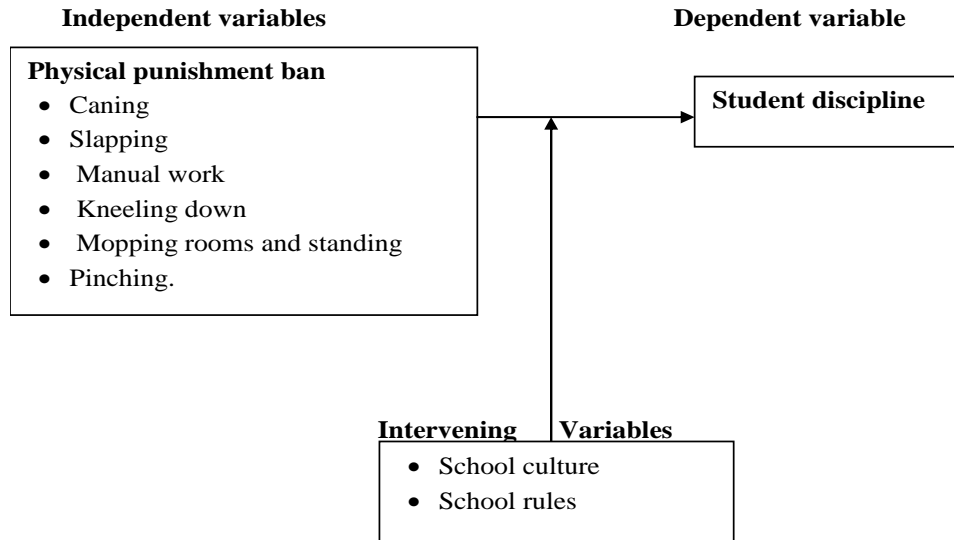 Independent variables
Dependent variable
Physical punishment ban
• Caning
• Slapping
• Manual work
• Kneeling down
• Mopping rooms and standing
• Pinching.
Student discipline
Intervening Variables
• School culture
• School rules